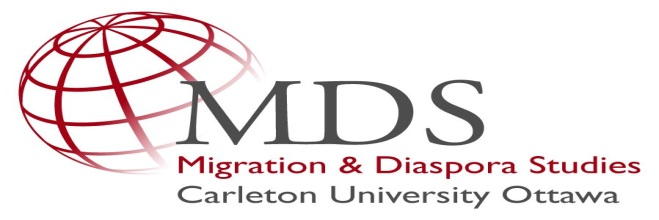 MDS
Migration & Diaspora Studies
Carleton University Ottawa